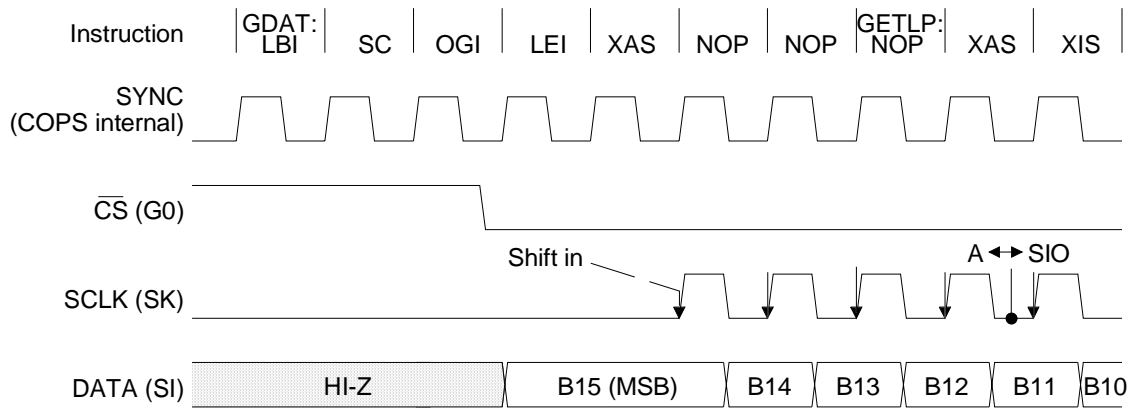 Instruction GDAT: LBI SC OGI LEI XAS NOP NOP GETLP: NOP XAS XIS
SYNC
(COPS internal)
CS (G0)
Shift in A SIO
SCLK (SK)
DATA (SI) HI-Z B15 (MSB) B14 B13 B12 B11 B10